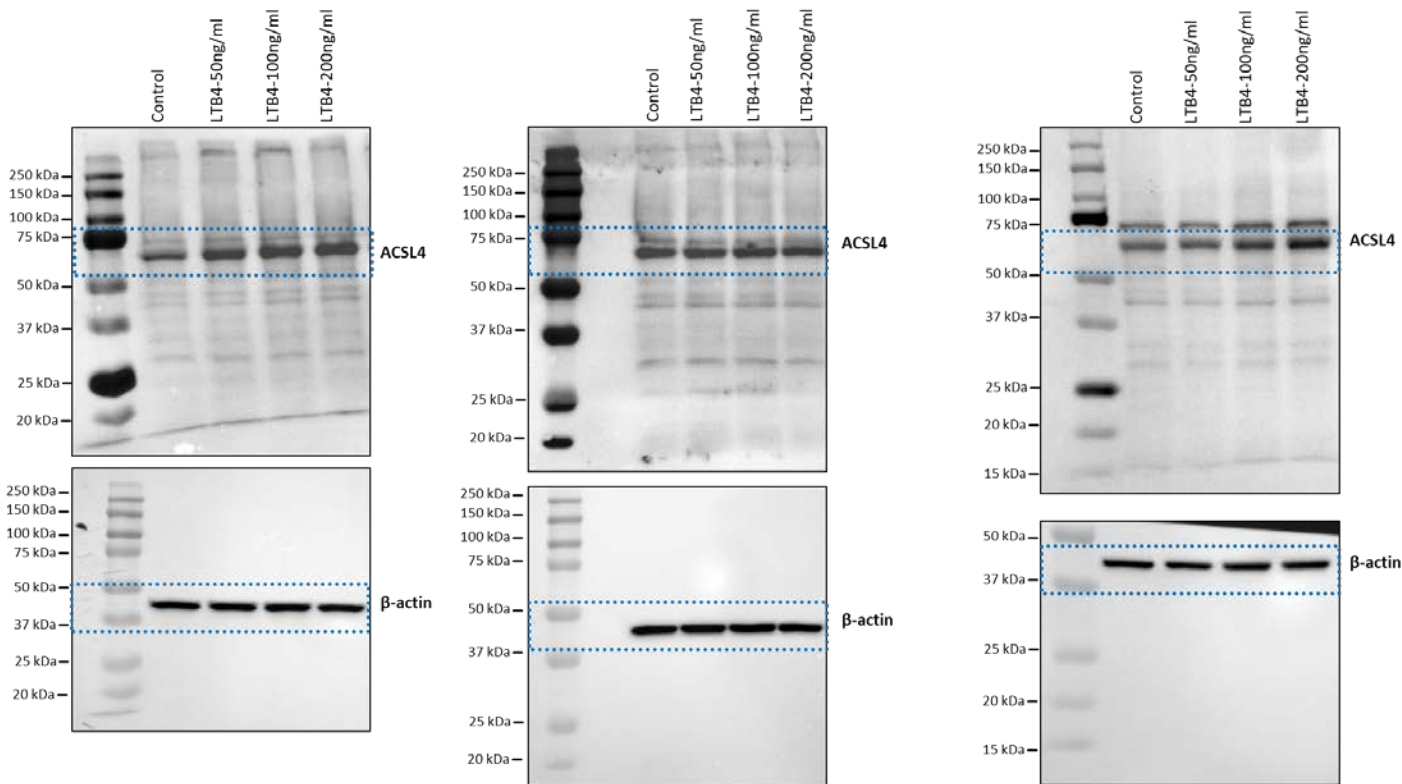 Control
LTB4-50ng/ml
LTB4-100ng/ml
LTB4-200ng/ml
250 kDa
150 kDa
100 kDa
75 kDa
50 kDa
37 kDa
25 kDa
20 kDa
ACSL4
250 kDa
150 kDa
100 kDa
75 kDa
50 kDa
37 kDa
25 kDa
20 kDa
β-actin
Control
LTB4-50ng/ml
LTB4-100ng/ml
LTB4-200ng/ml
250 kDa
150 kDa
100 kDa
75 kDa
50 kDa
37 kDa
25 kDa
20 kDa
ACSL4
250 kDa
150 kDa
100 kDa
75 kDa
50 kDa
37 kDa
25 kDa
20 kDa
β-actin
Control
LTB4-50ng/ml
LTB4-100ng/ml
LTB4-200ng/ml
250 kDa
150 kDa
100 kDa
75 kDa
50 kDa
37 kDa
25 kDa
20 kDa
15 kDa
ACSL4
50 kDa
37 kDa
25 kDa
20 kDa
15 kDa
β-actin